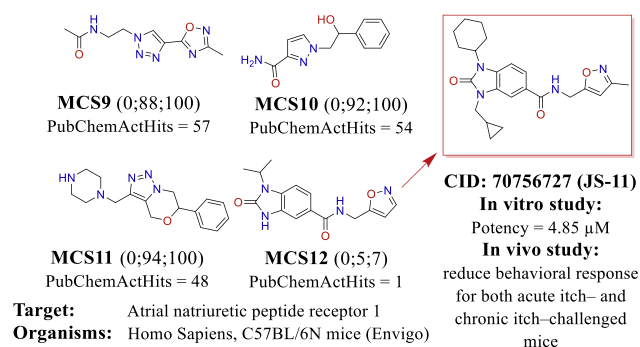 MCS9 (0;88;100)
PubChemActHits = 57
MCS10 (0;92;100)
PubChemActHits = 54
MCS11 (0;94;100)
PubChemActHits = 48
MCS12 (0;5;7)
PubChemActHits = 1
CID: 70756727 (JS-11)
In vitro study:
Potency = 4.85 µM
In vivo study:
reduce behavioral response
for both acute itch– and
chronic itch–challenged
mice
Target: Atrial natriuretic peptide receptor 1
Organisms: Homo Sapiens, C57BL/6N mice (Envigo)